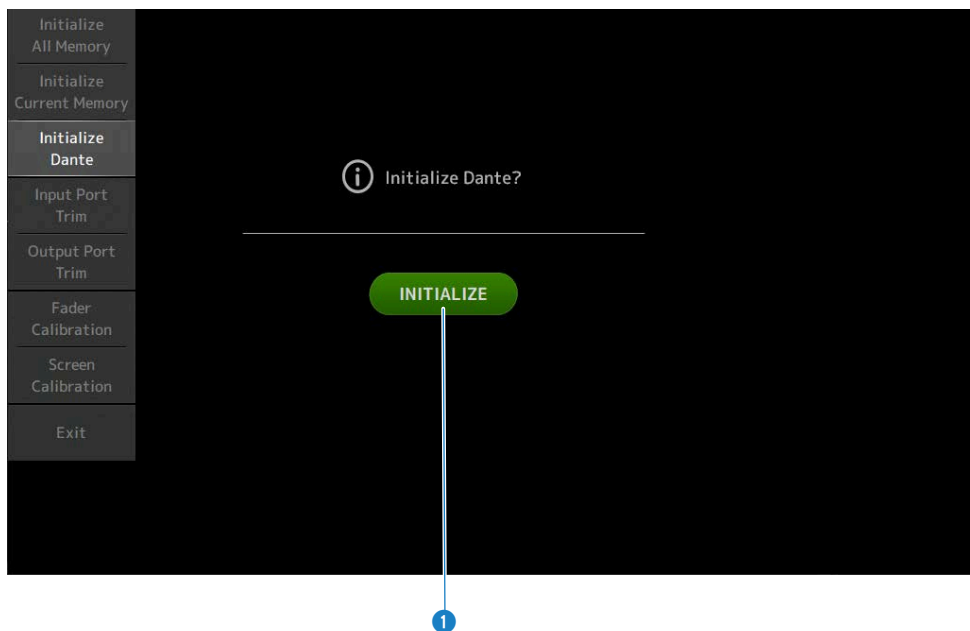 Initialize
All Memory
Initialize
Current Memory
Initialize
Dante
Input Port
Trim
Output Port
Trim
Fader
Calibration
Screen
Calibration
Exit
Initialize Dante?
INITIALIZE
1